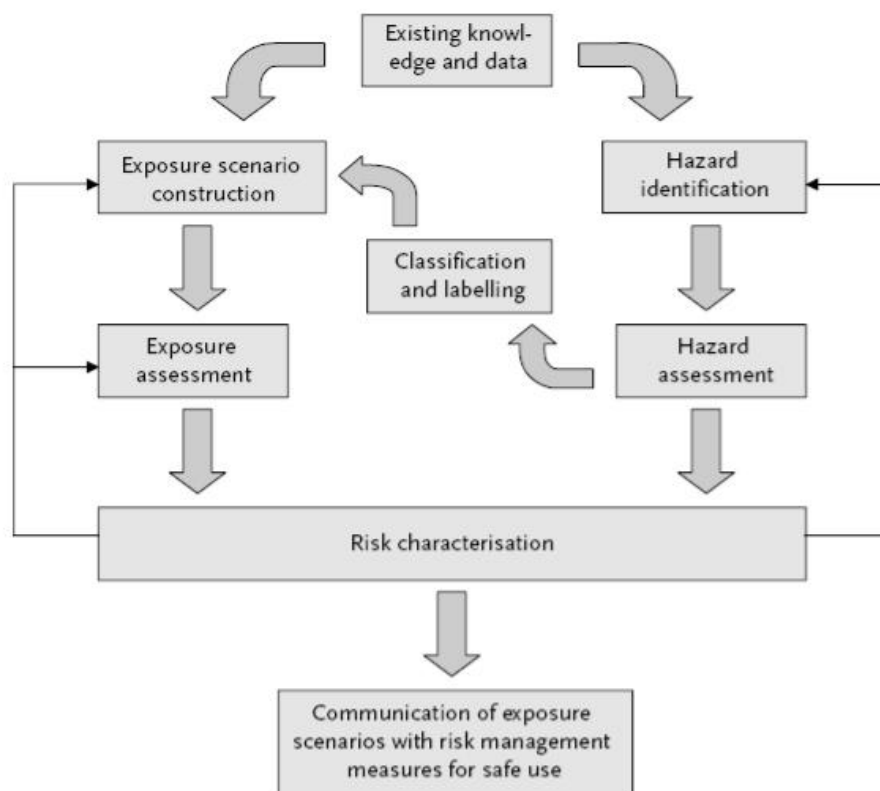 Existing knowl-
edge and data
Exposure scenario
construction
Hazard
identification
Classification
and labelling
Exposure
assessment
Hazard
assessment
Risk characterisation
Communication of exposure
scenarios with risk management
measures for safe use